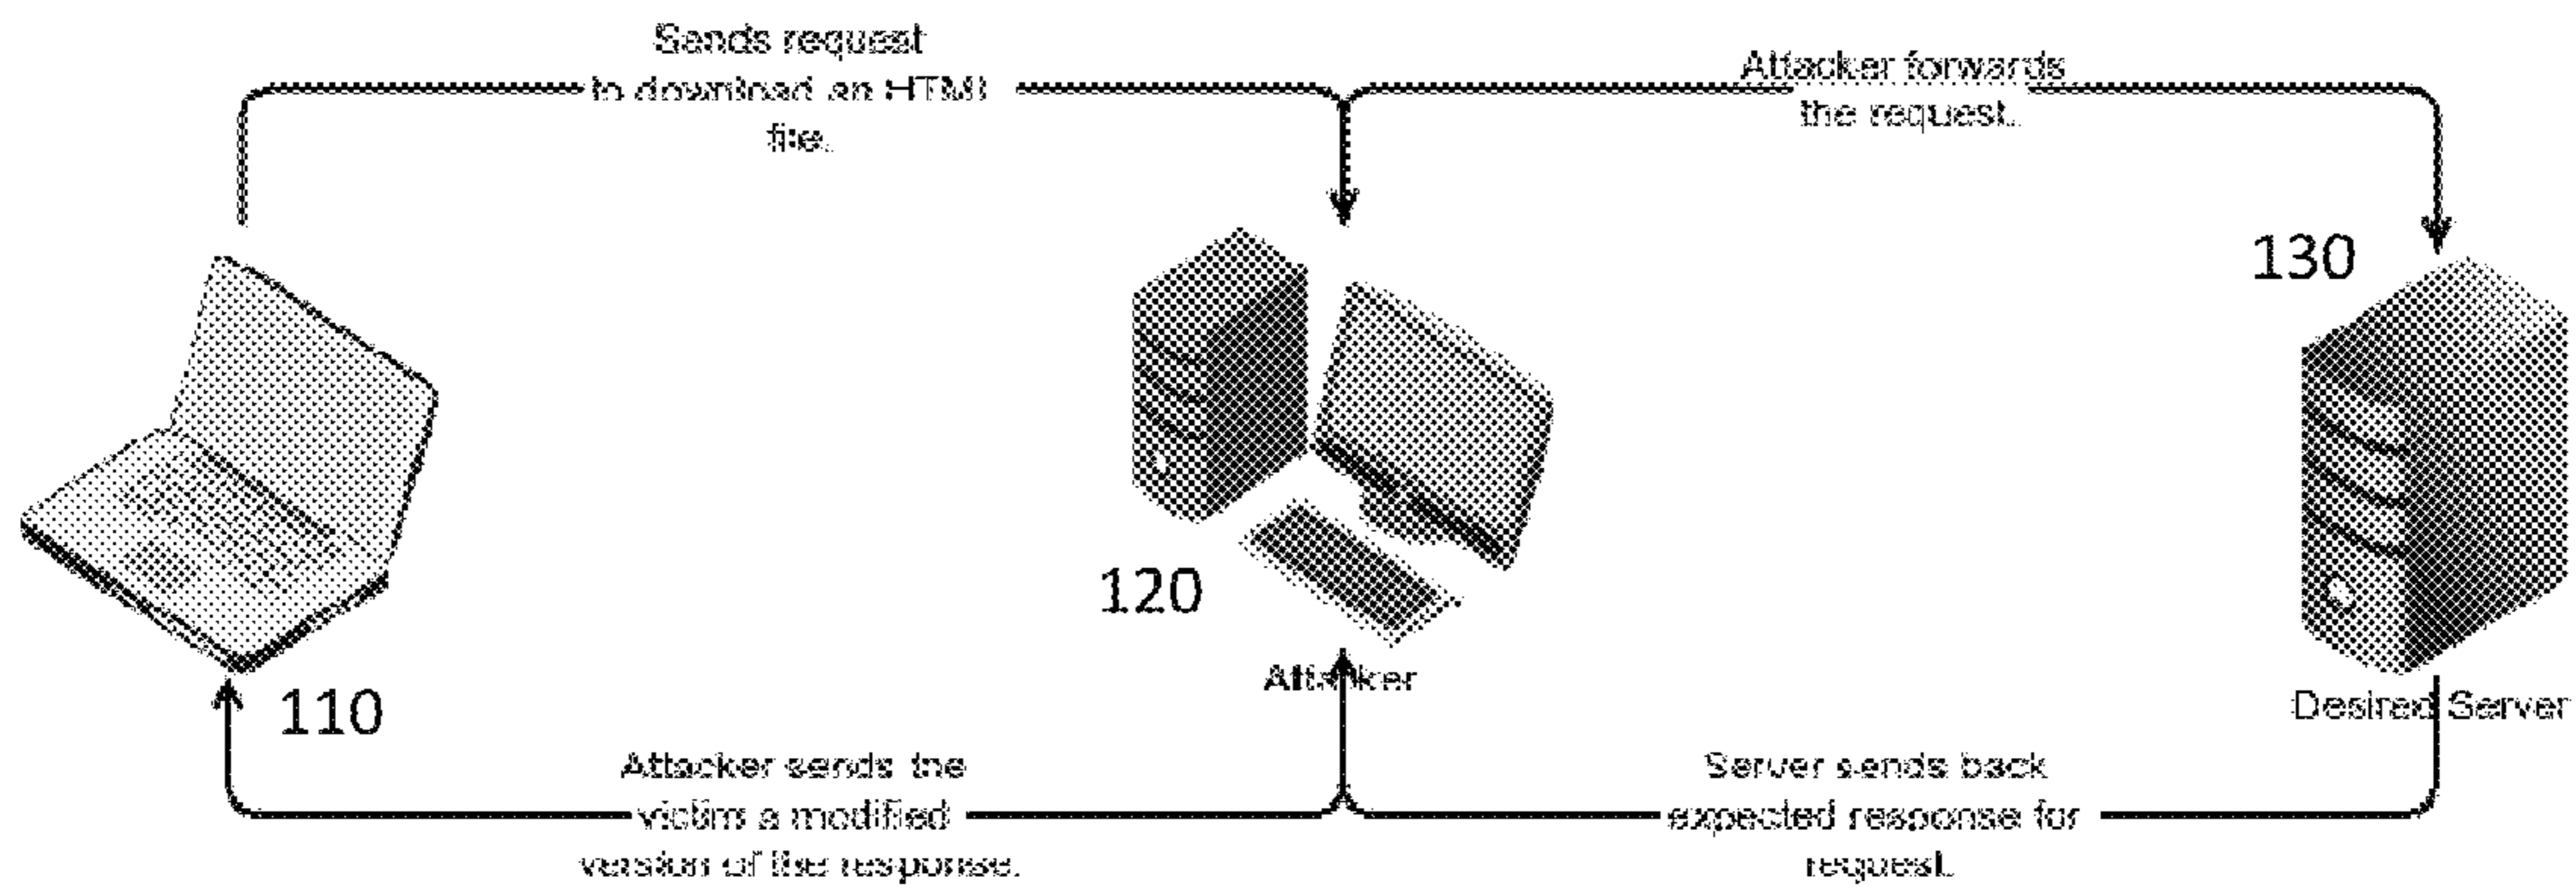 Sends request
to download an HTML
file.
Attacker forwards
the request.
130
120
Attacker
110
Desired Server
Attacker sends the
victim a modified
version of the response.
Server sends back
expected response for
request.